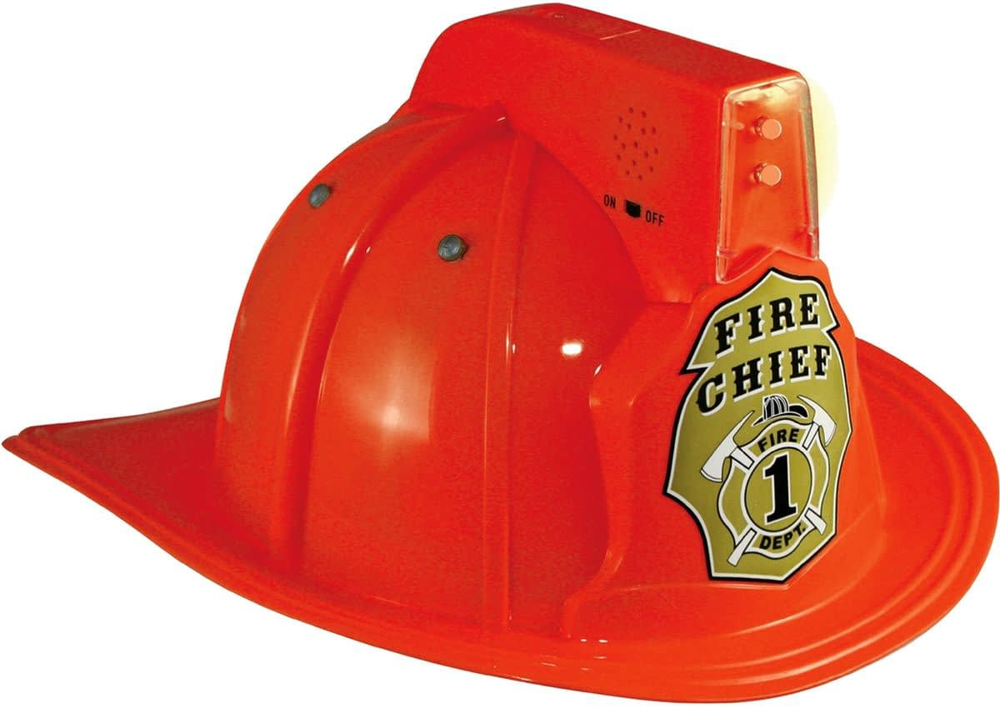 ON OFF
FIRE
CHIEF
FIRE
1
DEPT.